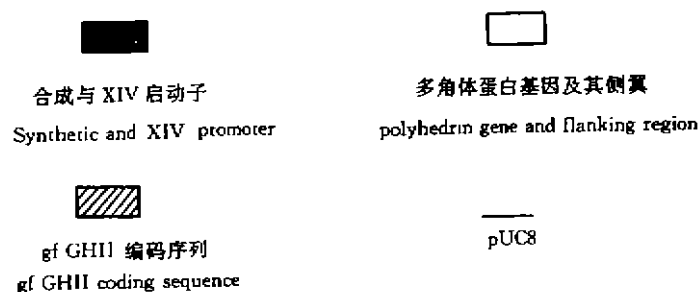 合成与 XIV 启动子
Synthetic and XIV promoter
多角体蛋白基因及其侧翼
polyhedrin gene and flanking region
gf GHII 编码序列
gf GHII coding sequence
pUC8